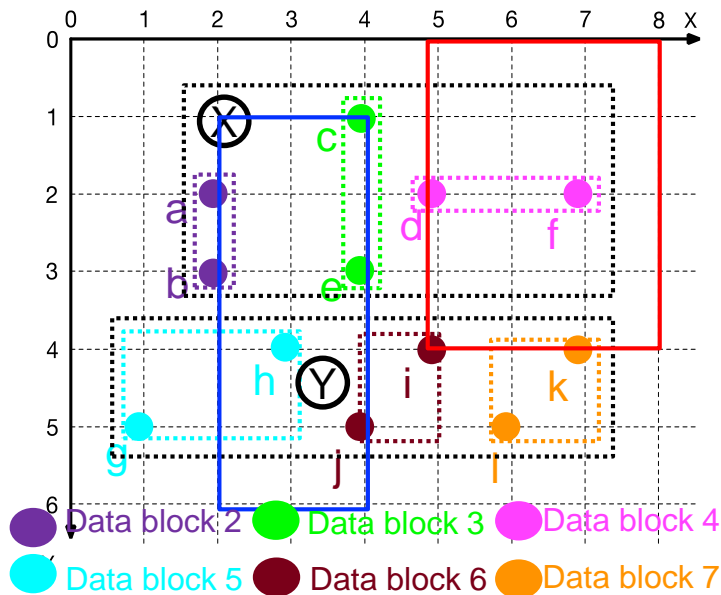 0 1 2 3 4 5 6 7 8 X
0
1
2
3
4
5
6
X
c
a
d
f
b
e
h
Y
i
k
g
j
l
Data block 2 Data block 3 Data block 4
Data block 5 Data block 6 Data block 7